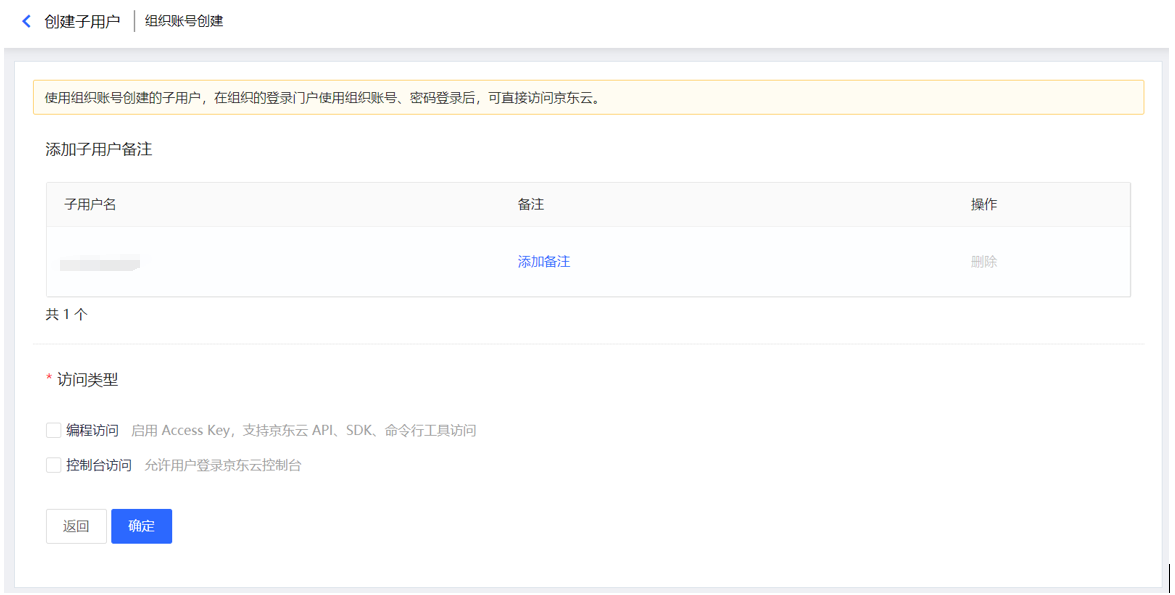 创建子用户 组织账号创建
使用组织账号创建的子用户，在组织的登录门户使用组织账号、密码登录后，可直接访问京东云。
添加子用户备注
子用户名 备注 操作
添加备注 删除
共 1 个
* 访问类型
编程访问 启用 Access Key，支持京东云 API、SDK、命令行工具访问
控制台访问 允许用户登录京东云控制台
返回 确定